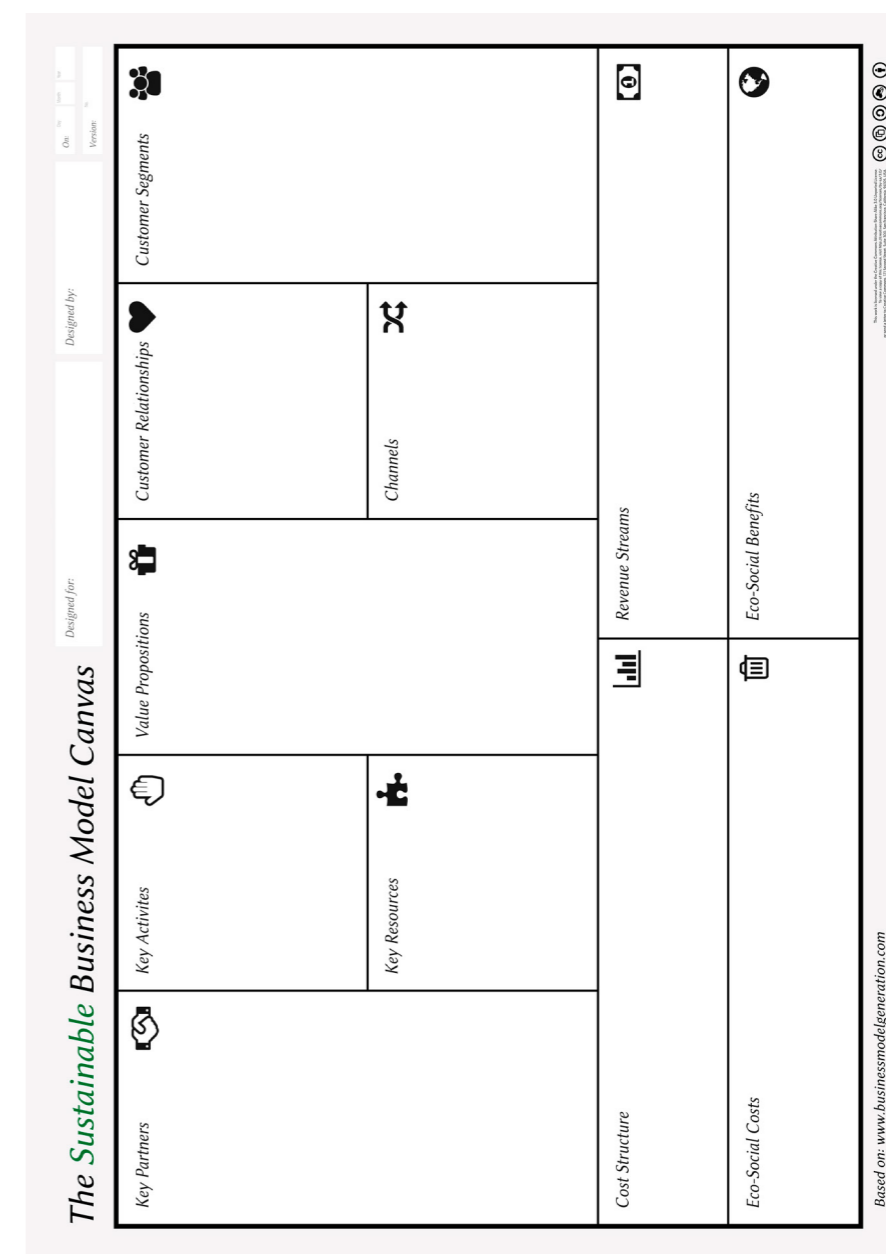 The Sustainable Business Model Canvas
Designed for:
Designed by:
On:
Version:
Key Partners
Key Activites
Value Propositions
Customer Relationships
Customer Segments
Key Resources
Channels
Cost Structure
Revenue Streams
Eco-Social Costs
Eco-Social Benefits
Based on: www.businessmodelgeneration.com